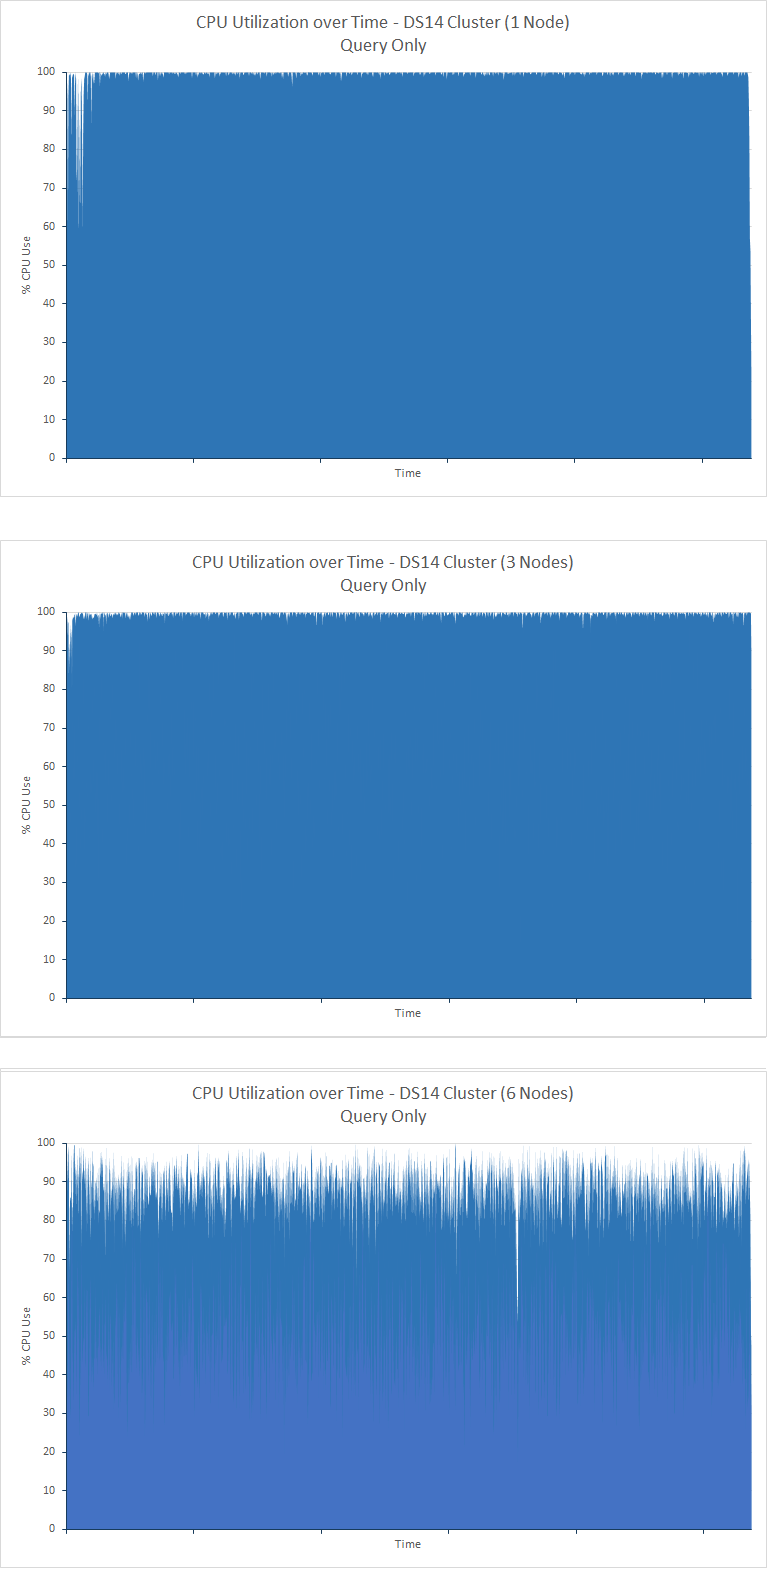 CPU Utilization over Time - DS14 Cluster (1 Node)
Query Only
100
90
80
70
60
50
40
30
20
10
0
% CPU Use
Time
CPU Utilization over Time - DS14 Cluster (3 Nodes)
Query Only
100
90
80
70
60
50
40
30
20
10
0
% CPU Use
Time
CPU Utilization over Time - DS14 Cluster (6 Nodes)
Query Only
100
90
80
70
60
50
40
30
20
10
0
% CPU Use
Time